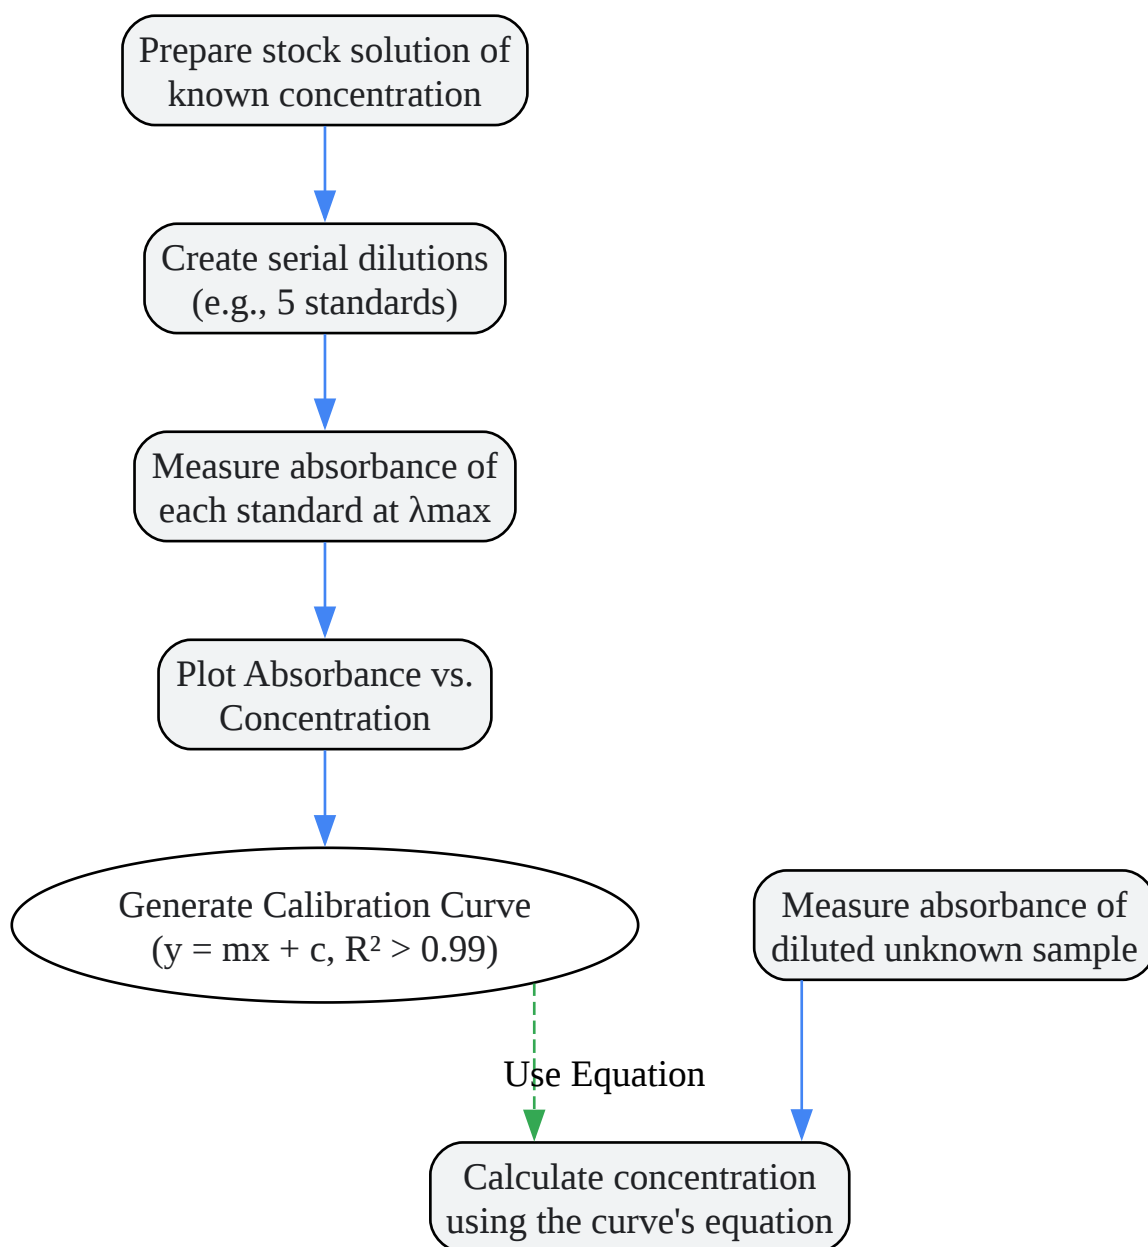 Prepare stock solution of
known concentration
Create serial dilutions
(e.g., 5 standards)
Measure absorbance of
each standard at λmax
Plot Absorbance vs.
Concentration
Generate Calibration Curve
(y = mx + c, R² > 0.99)
Measure absorbance of
diluted unknown sample
Use Equation
Calculate concentration
using the curve's equation